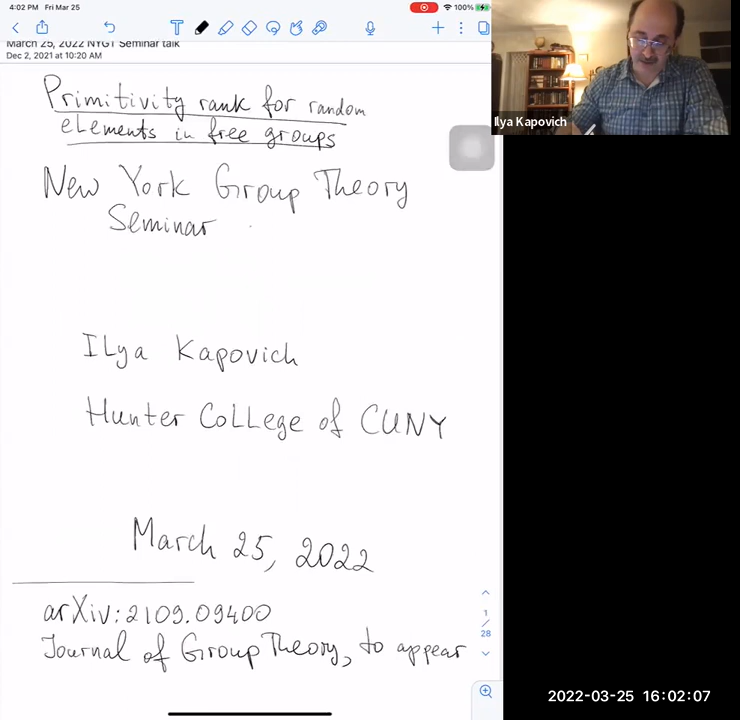 4:02 PM Fri Mar 25
100%
March 25, 2022 NYGT Seminar talk
Dec 2, 2021 at 10:20 AM
Primitivity rank for random
elements in free groups
New York Group Theory
Seminar
Ilya Kapovich
Ilya Kapovich
Hunter College of CUNY
March 25, 2022
arXiv:2109.09400
Journal of Group Theory, to appear
1
/
28
2022-03-25 16:02:07